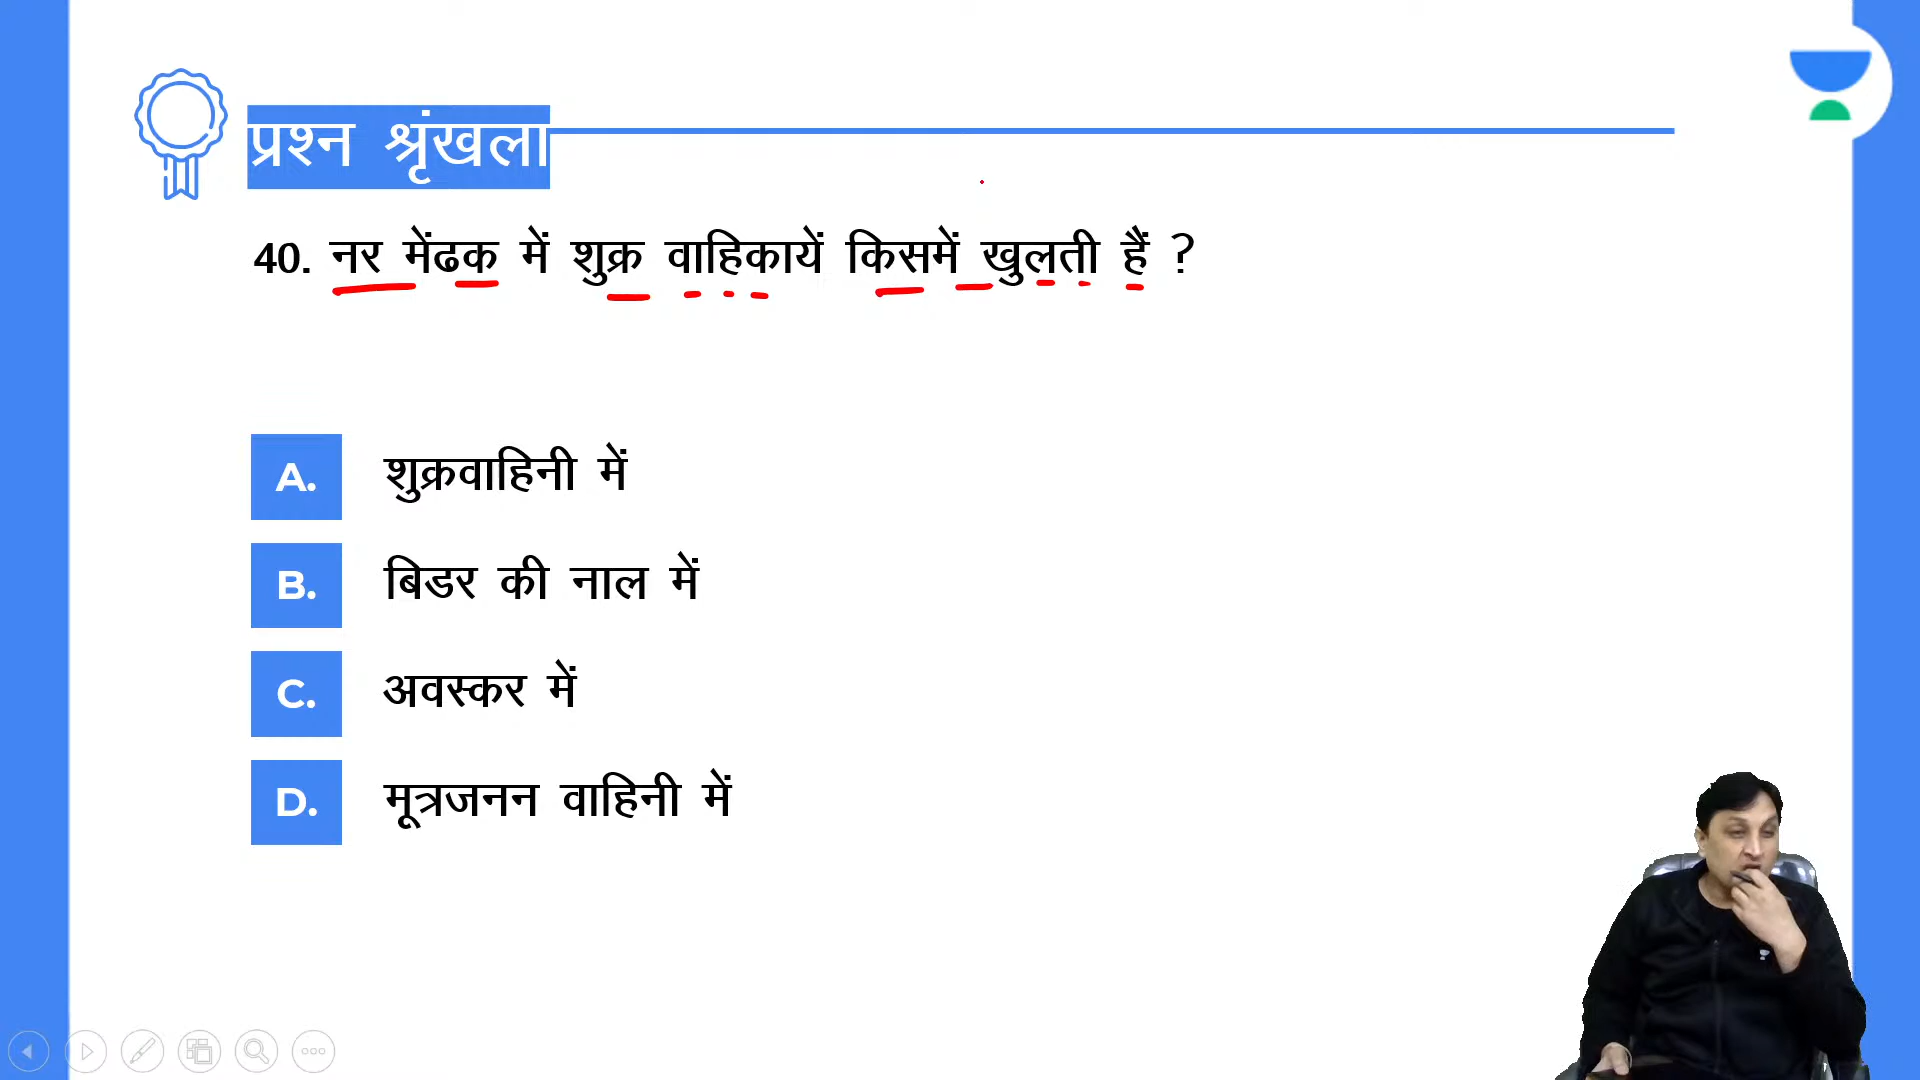 प्रश्न श्रृंखला
40. नर मेंढक में शुक्र वाहिकायें किसमें खुलती हैं ?
A. शुक्रवाहिनी में
B. बिडर की नाल में
C. अवस्कर में
D. मूत्रजनन वाहिनी में